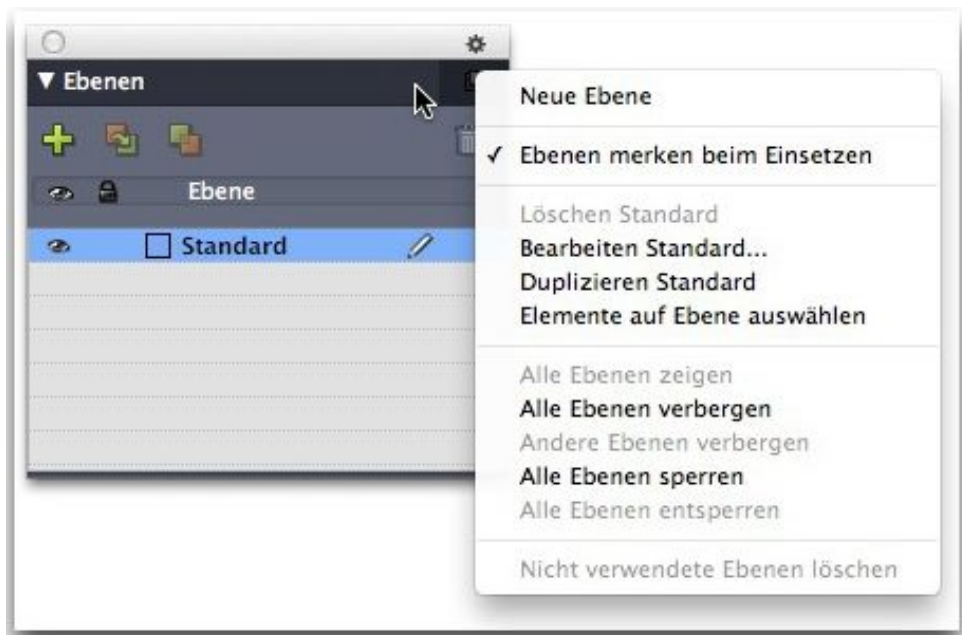 Ebenen
Ebene
Standard
Neue Ebene
Ebenen merken beim Einsetzen
Löschen Standard
Bearbeiten Standard...
Duplizieren Standard
Elemente auf Ebene auswählen
Alle Ebenen zeigen
Alle Ebenen verbergen
Andere Ebenen verbergen
Alle Ebenen sperren
Alle Ebenen entsperren
Nicht verwendete Ebenen löschen